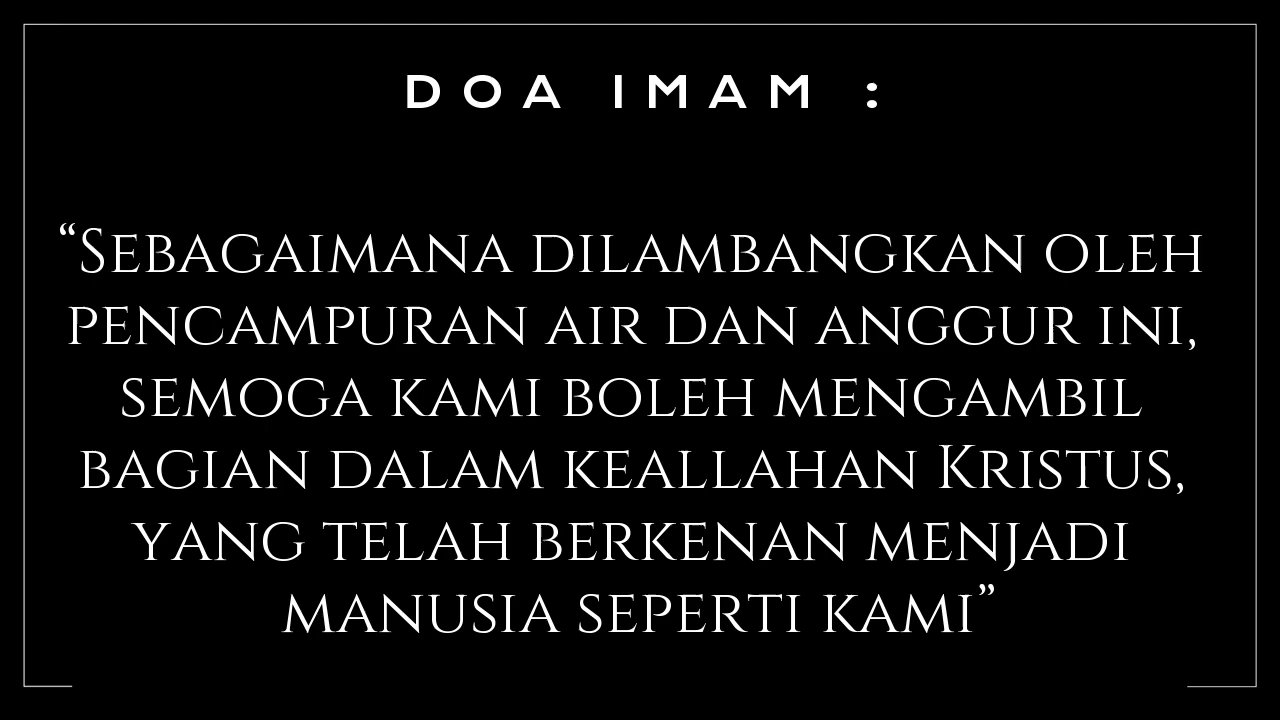 DOA IMAM :
“Sebagaimana dilambangkan oleh
pencampuran air dan anggur ini,
semoga kami boleh mengambil
bagian dalam keallahan Kristus,
yang telah berkenan menjadi
manusia seperti kami”